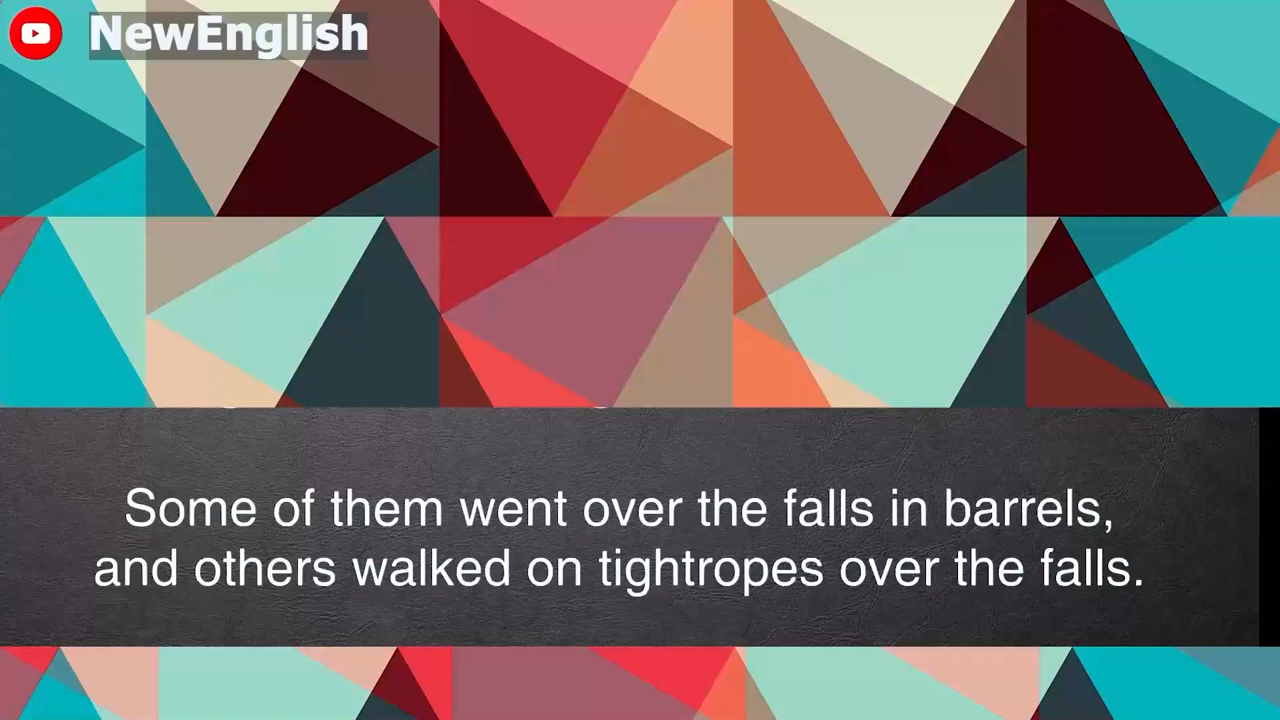 NewEnglish
Some of them went over the falls in barrels,
and others walked on tightropes over the falls.